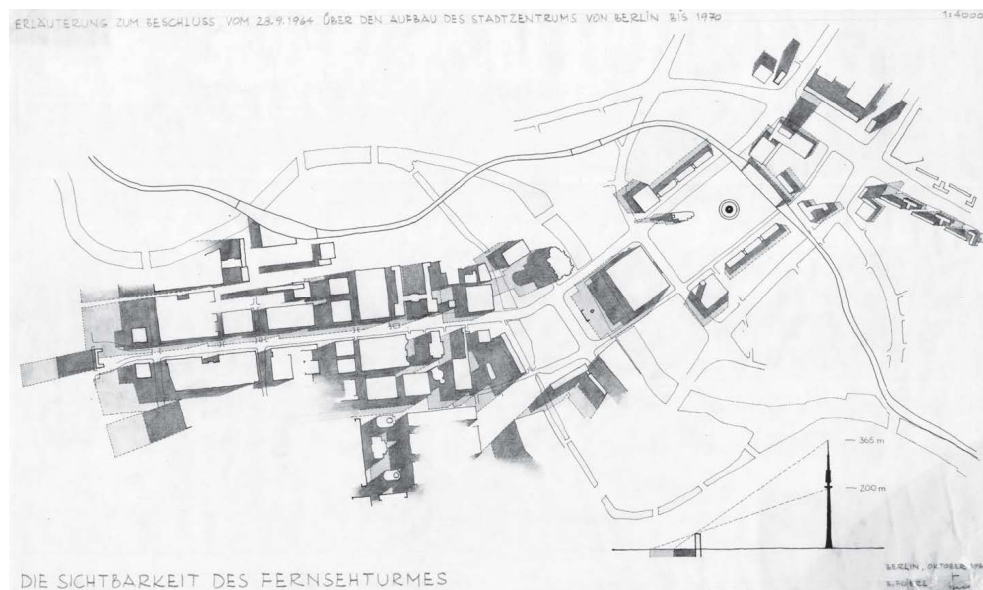 ERLÄUTERUNG ZUM BESCHLUSS VOM 28.9.1964 ÜBER DEN AUFBAU DES STADTZENTRUMS VON BERLIN BIS 1970
1:4000
365 m
200 m
DIE SICHTBARKEIT DES FERNSEHTURMES
BERLIN, OKTOBER